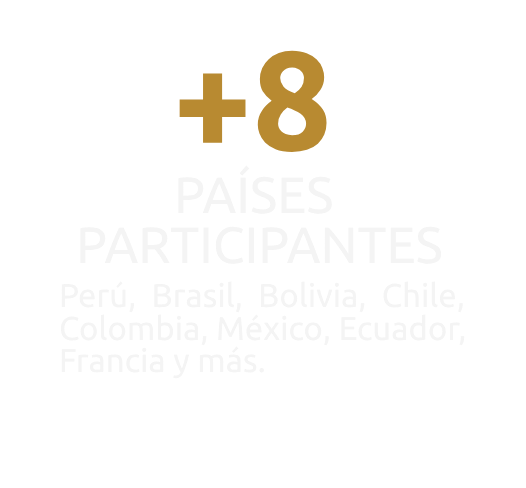 +8
PAÍSES
PARTICIPANTES
Perú, Brasil, Bolivia, Chile,
Colombia, México, Ecuador,
Francia y más.